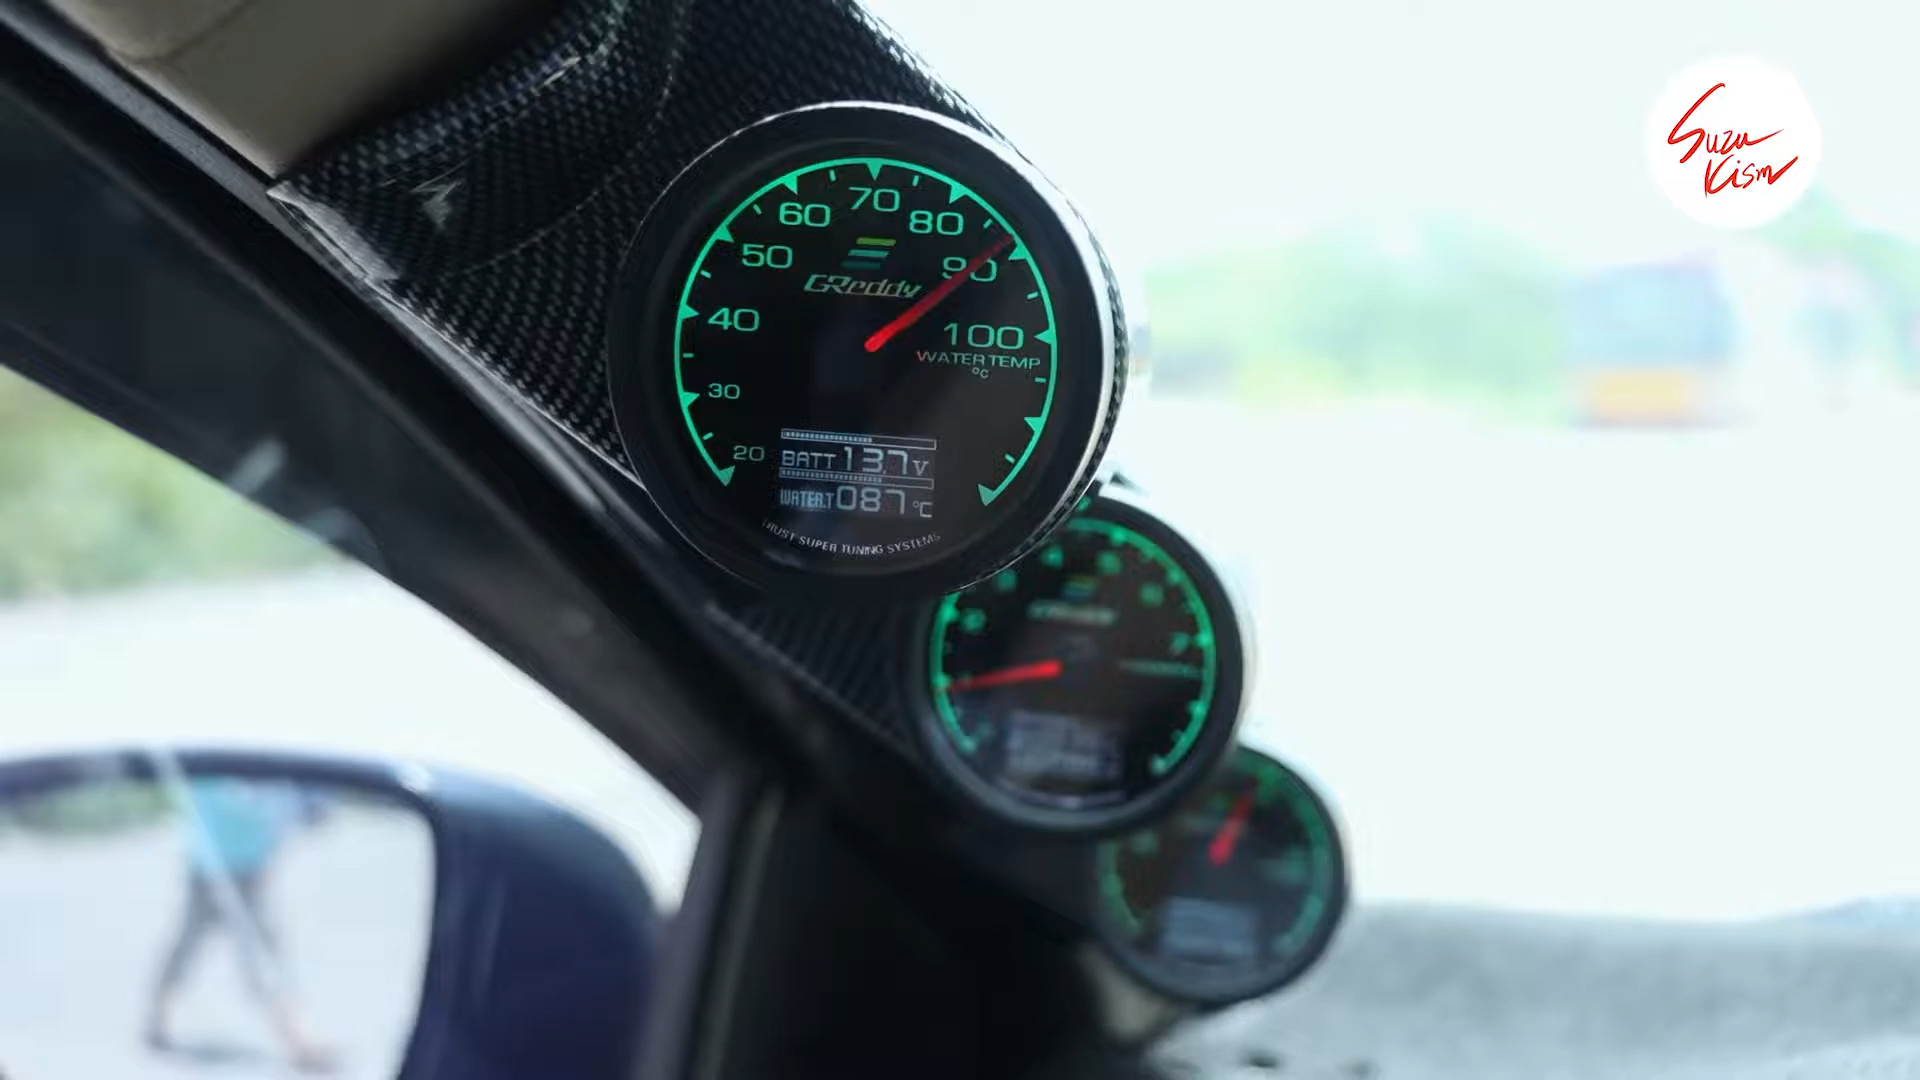 Suzu
Kism
70
60
80
50
90
GReddy
40
100
WATER TEMP
°C
30
20
BATT 13.7 V
WATER.T 087 °C
TRUST SUPER TUNING SYSTEMS